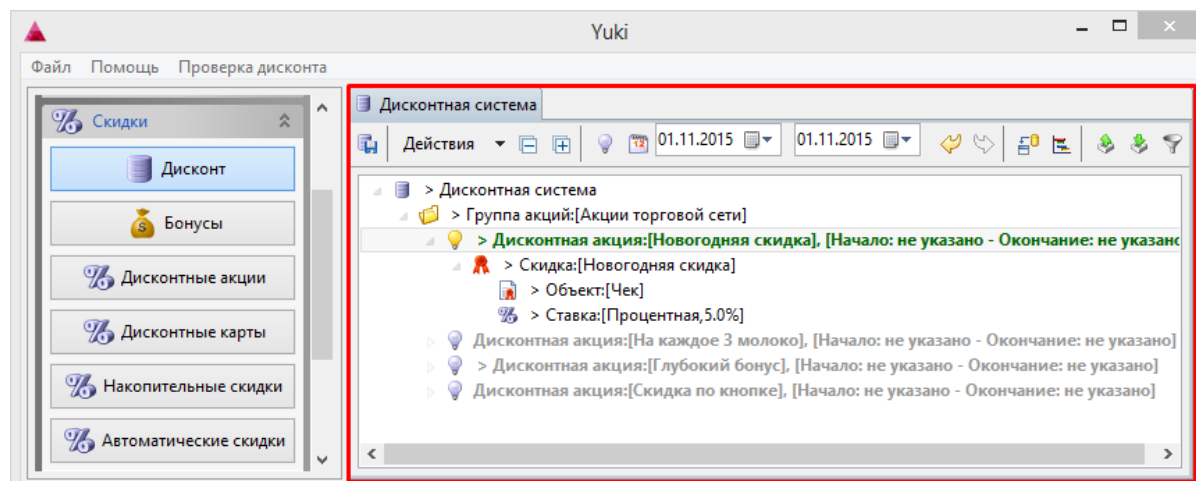 Yuki
Файл Помощь Проверка дисконта
Скидки
Дисконт
Бонусы
Дисконтные акции
Дисконтные карты
Накопительные скидки
Автоматические скидки
Дисконтная система
Действия 12 01.11.2015 01.11.2015
> Дисконтная система
> Группа акций:[Акции торговой сети]
> Дисконтная акция:[Новогодняя скидка], [Начало: не указано - Окончание: не указанс
> Скидка:[Новогодняя скидка]
> Объект:[Чек]
> Ставка:[Процентная,5.0%]
Дисконтная акция:[На каждое 3 молоко], [Начало: не указано - Окончание: не указано]
> Дисконтная акция:[Глубокий бонус], [Начало: не указано - Окончание: не указано]
Дисконтная акция:[Скидка по кнопке], [Начало: не указано - Окончание: не указано]